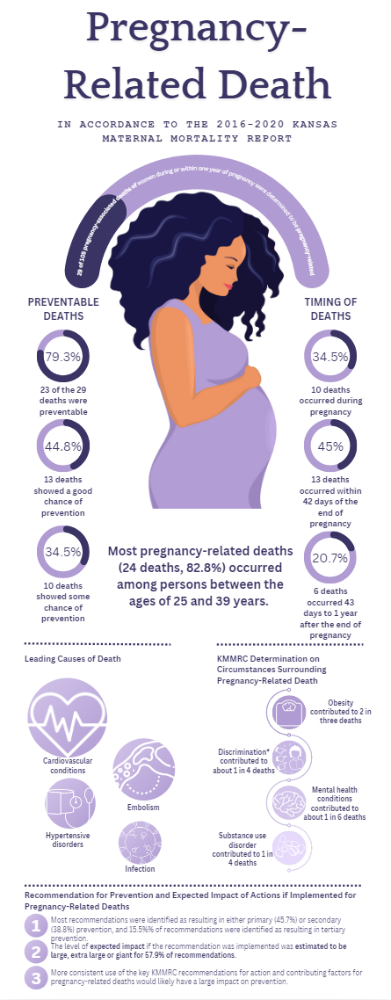 Pregnancy-
Related Death
IN ACCORDANCE TO THE 2016-2020 KANSAS
MATERNAL MORTALITY REPORT
29 of 105 pregnancy-associated deaths of women during or within one year of pregnancy were determined to be pregnancy-related
PREVENTABLE
DEATHS
79.3%
23 of the 29
deaths were
preventable
44.8%
13 deaths
showed a good
chance of
prevention
34.5%
10 deaths
showed some
chance of
prevention
TIMING OF
DEATHS
34.5%
10 deaths
occurred during
pregnancy
45%
13 deaths
occurred within
42 days of the
end of
pregnancy
20.7%
6 deaths
occurred 43
days to 1 year
after the end of
pregnancy
Most pregnancy-related deaths
(24 deaths, 82.8%) occurred
among persons between the
ages of 25 and 39 years.
Leading Causes of Death
Cardiovascular
conditions
Embolism
Hypertensive
disorders
Infection
KMMRC Determination on
Circumstances Surrounding
Pregnancy-Related Death
Obesity
contributed to 2 in
three deaths
Discrimination*
contributed to
about 1 in 4 deaths
Mental health
conditions
contributed to
about 1 in 6 deaths
Substance use
disorder
contributed to 1 in
4 deaths
Recommendation for Prevention and Expected Impact of Actions if Implemented for
Pregnancy-Related Deaths
1
Most recommendations were identified as resulting in either primary (45.7%) or secondary
(38.8%) prevention, and 15.5%% of recommendations were identified as resulting in tertiary
prevention.
2
The level of expected impact if the recommendation was implemented was estimated to be
large, extra large or giant for 57.9% of recommendations.
3
More consistent use of the key KMMRC recommendations for action and contributing factors for
pregnancy-related deaths would likely have a large impact on prevention.